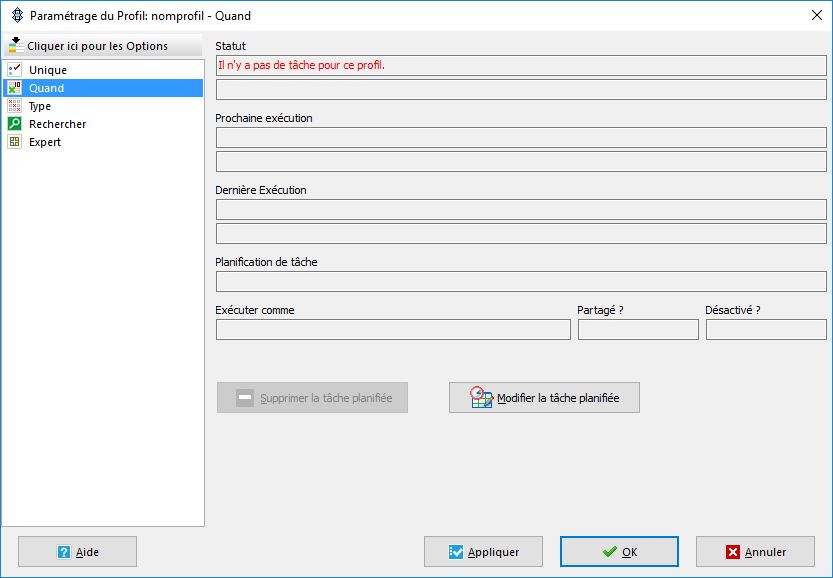 Paramétrage du Profil: nomprofil - Quand
Cliquer ici pour les Options
Unique
Quand
Type
Rechercher
Expert
Statut
Il n'y a pas de tâche pour ce profil.
Prochaine exécution
Dernière Exécution
Planification de tâche
Exécuter comme
Partagé ?
Désactivé ?
Supprimer la tâche planifiée
Modifier la tâche planifiée
Aide
Appliquer
OK
Annuler